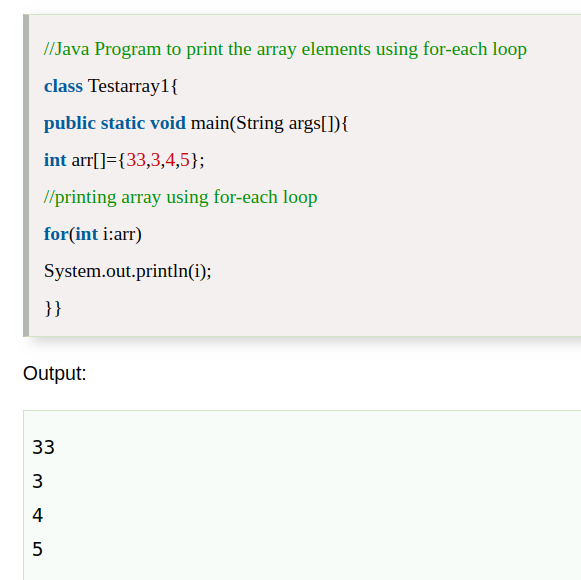 //Java Program to print the array elements using for-each loop
class Testarray1{
public static void main(String args[]){
int arr[]={33,3,4,5};
//printing array using for-each loop
for(int i:arr)
System.out.println(i);
}}
Output:
33
3
4
5